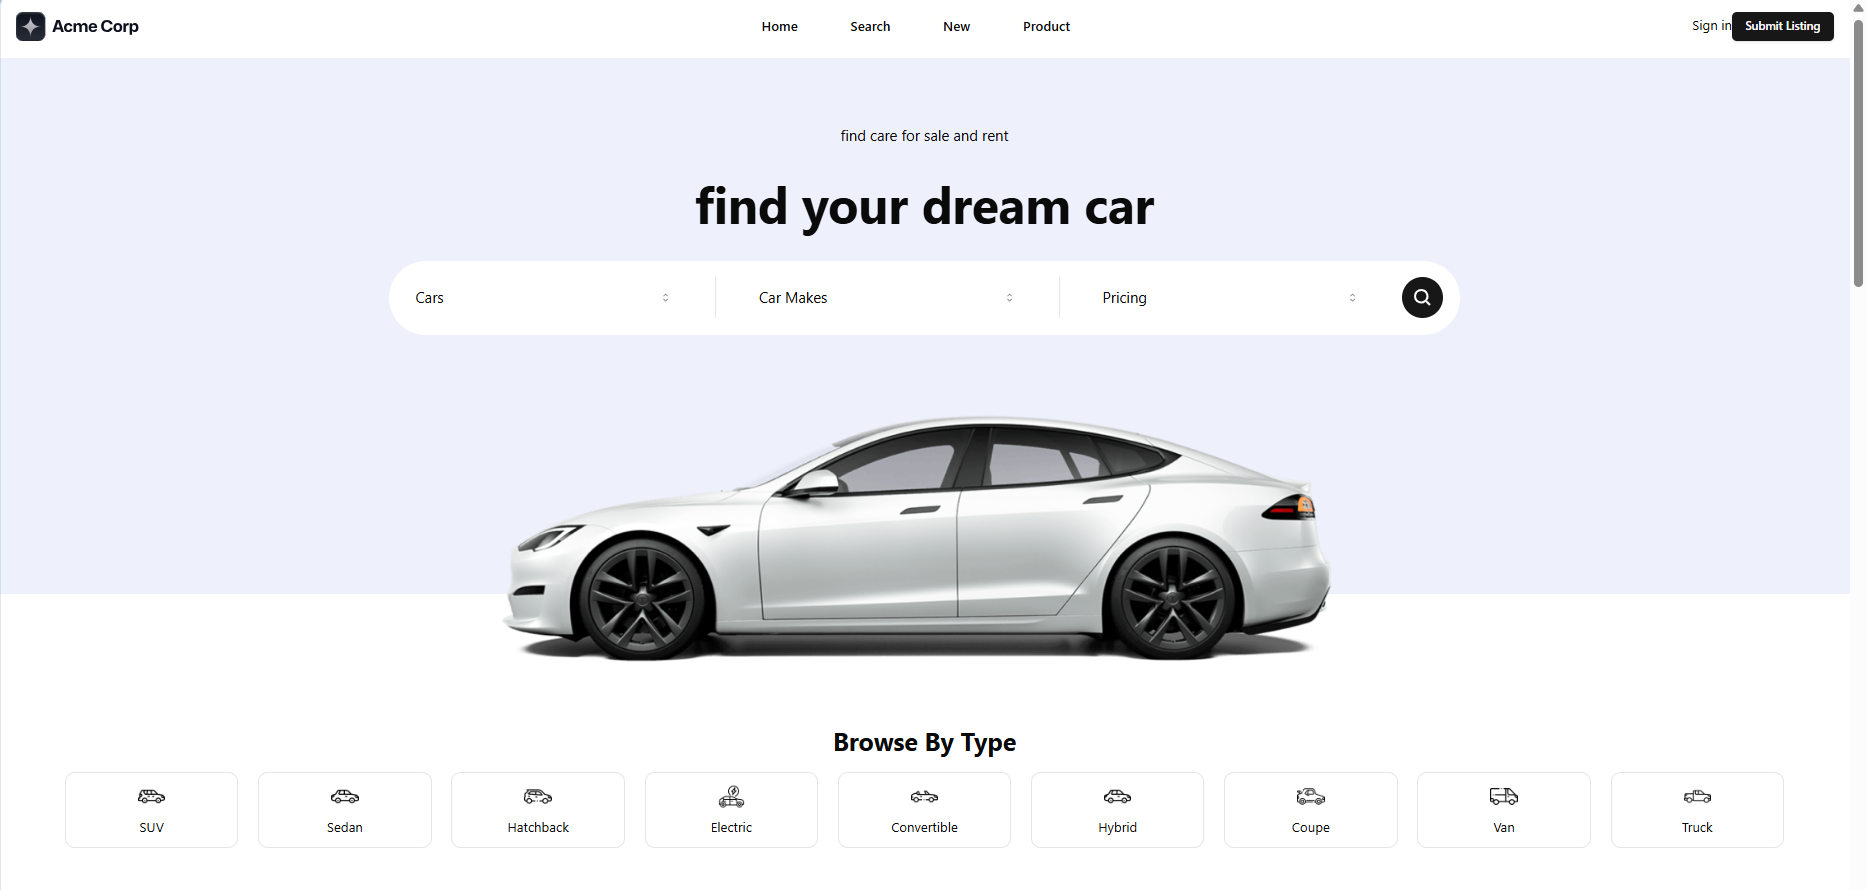 Acme Corp
Home Search New Product
Sign in Submit Listing
find care for sale and rent
find your dream car
Cars Car Makes Pricing
Browse By Type
SUV Sedan Hatchback Electric Convertible Hybrid Coupe Van Truck